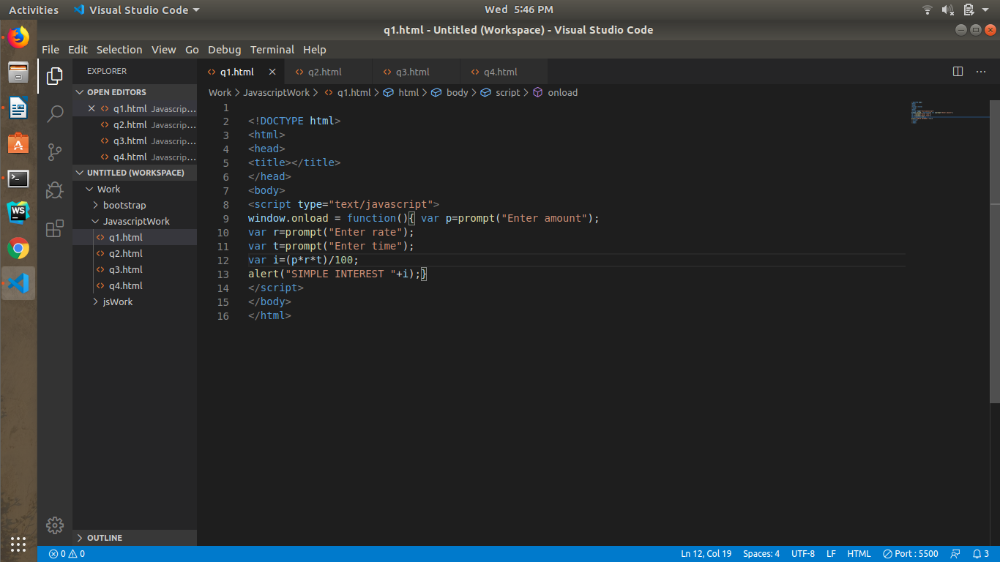 Activities Visual Studio Code Wed 5:46 PM
q1.html - Untitled (Workspace) - Visual Studio Code
File Edit Selection View Go Debug Terminal Help
EXPLORER
OPEN EDITORS
q1.html Javascrip...
q2.html Javascrip...
q3.html Javascrip...
q4.html Javascrip...
UNTITLED (WORKSPACE)
Work
bootstrap
JavascriptWork
q1.html
q2.html
q3.html
q4.html
jsWork
OUTLINE
q1.html q2.html q3.html q4.html
Work > JavascriptWork > q1.html > html > body > script > onload
1
2 <!DOCTYPE html>
3 <html>
4 <head>
5 <title></title>
6 </head>
7 <body>
8 <script type="text/javascript">
9 window.onload = function(){ var p=prompt("Enter amount");
10 var r=prompt("Enter rate");
11 var t=prompt("Enter time");
12 var i=(p*r*t)/100;
13 alert("SIMPLE INTEREST "+i);}
14 </script>
15 </body>
16 </html>
WS
0 0 Ln 12, Col 19 Spaces: 4 UTF-8 LF HTML Port : 5500 3